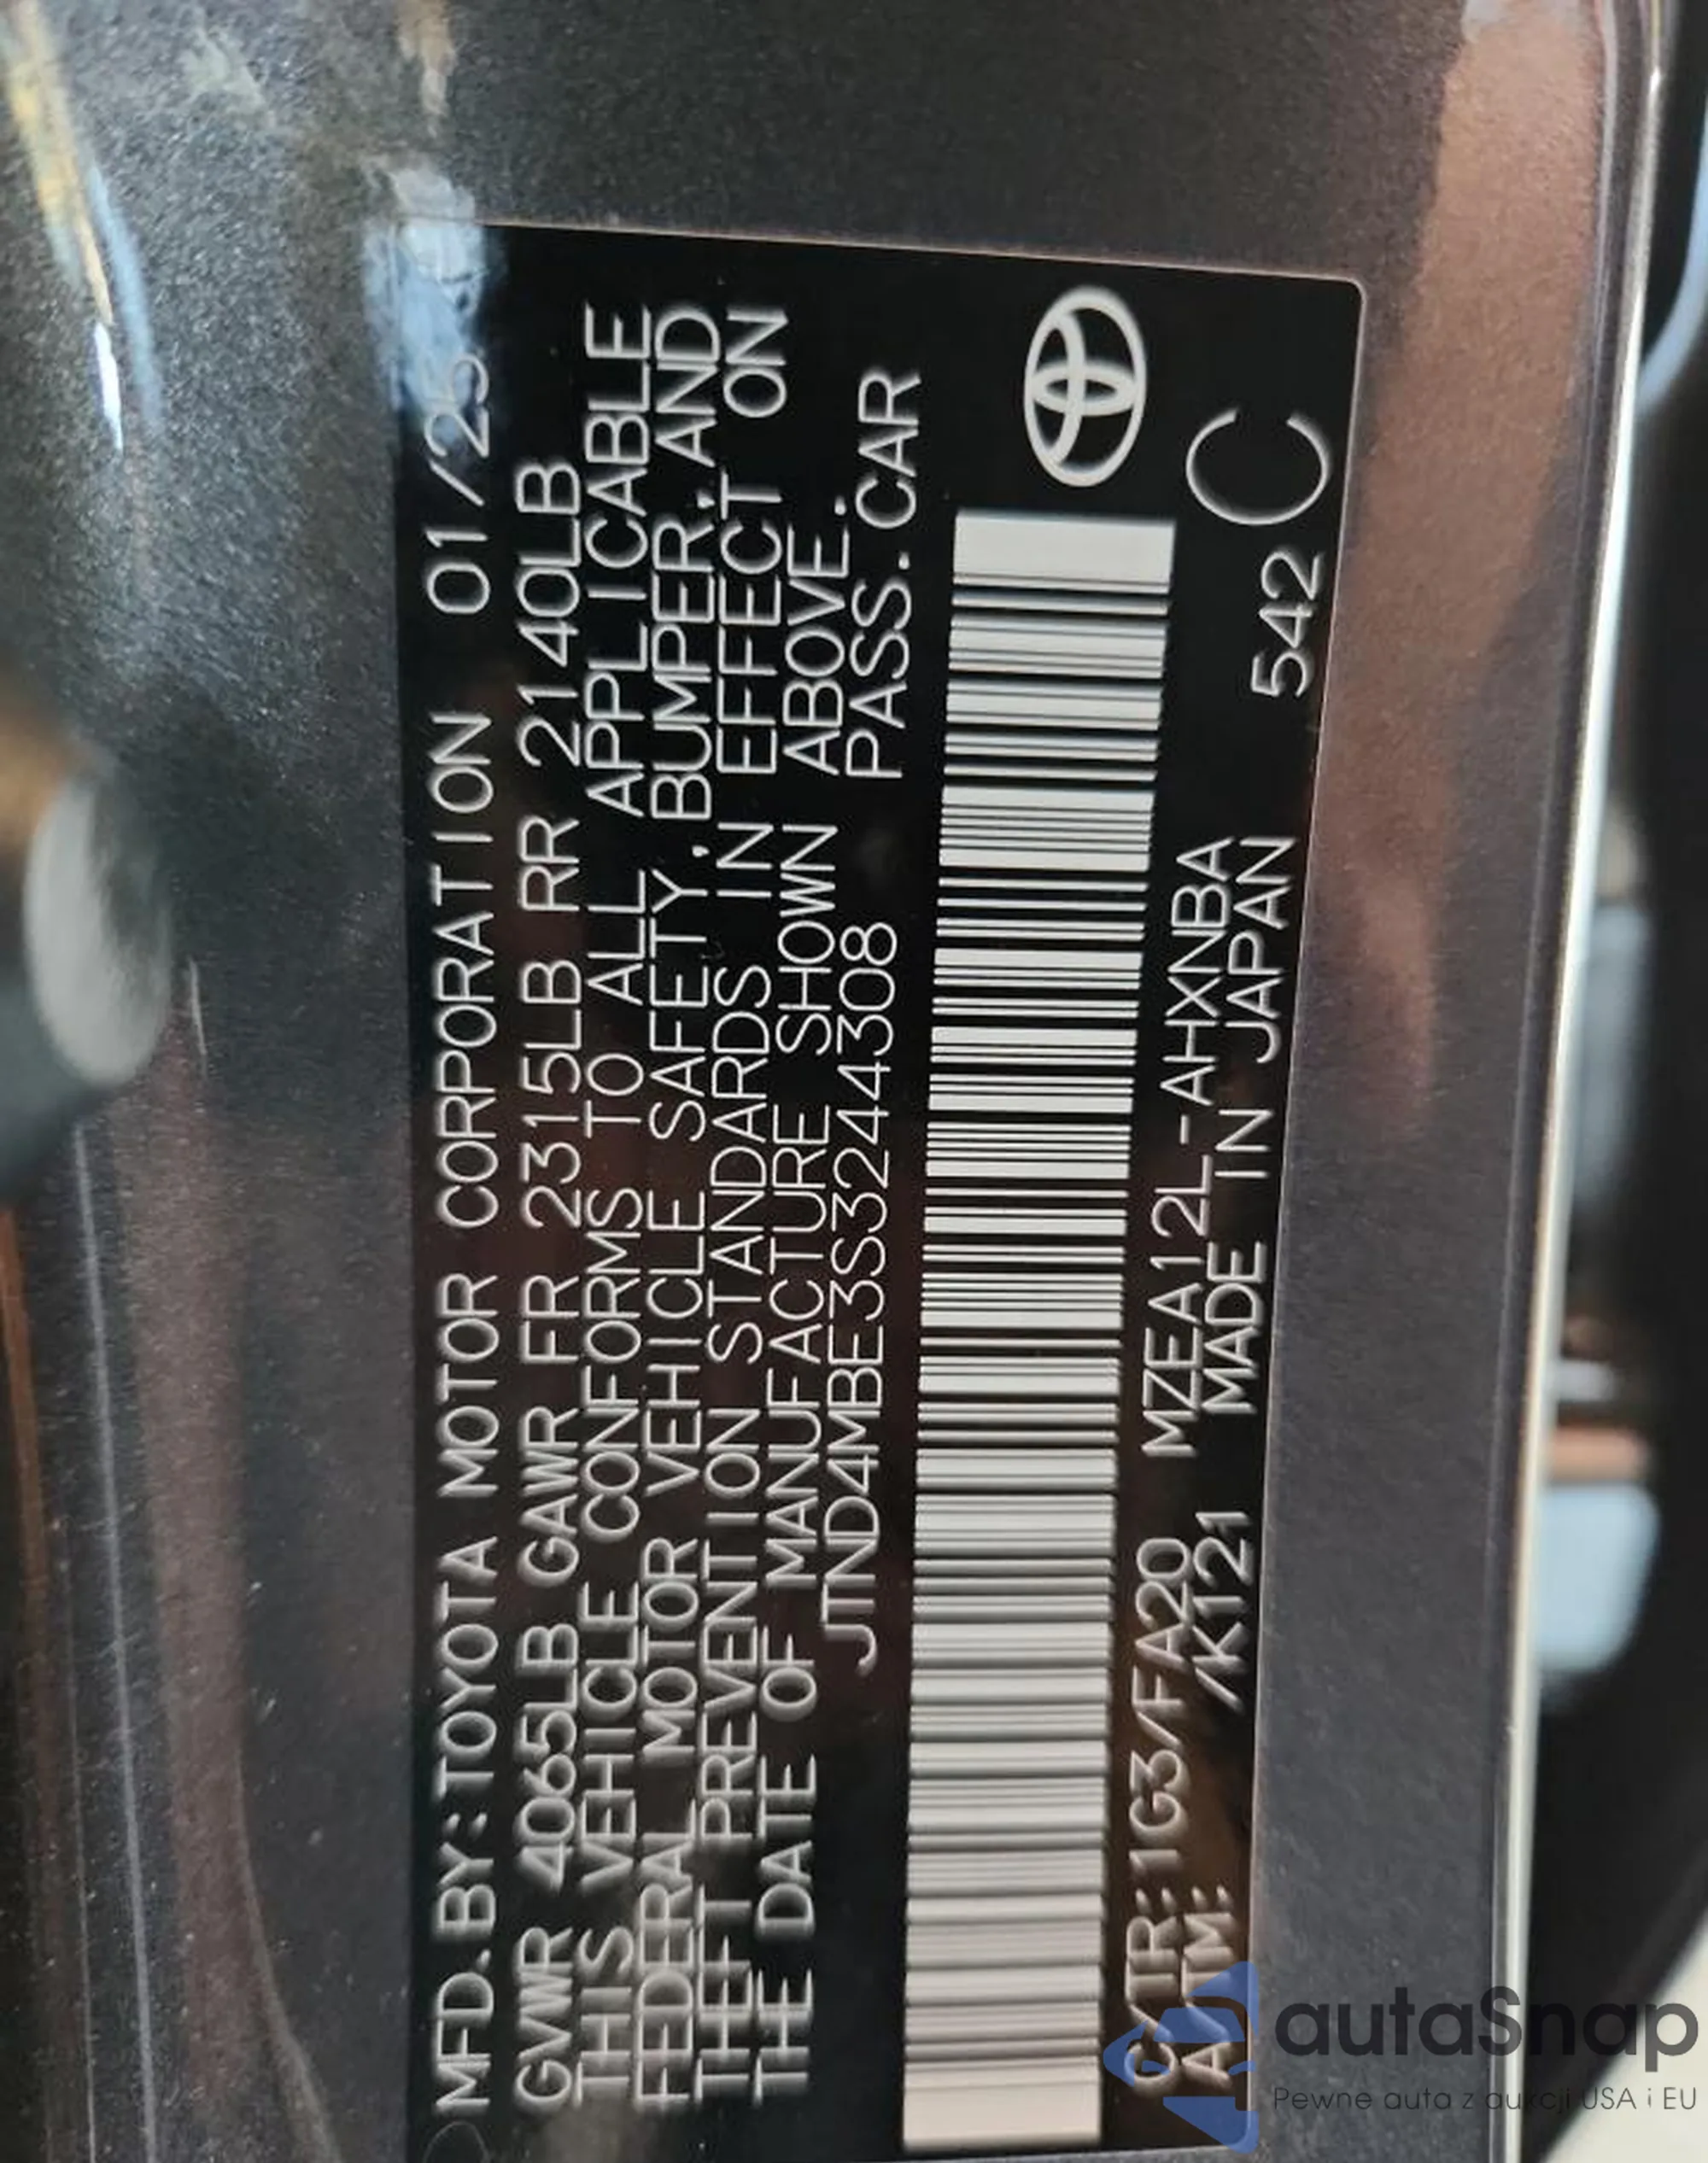 MFD.BY:TOYOTA MOTOR CORPORATION 01/25
GVWR 4065LB GAWR FR 2315LB RR 2140LB
THIS VEHICLE CONFORMS TO ALL APPLICABLE
FEDERAL MOTOR VEHICLE SAFETY, BUMPER, AND
THEFT PREVENTION STANDARDS IN EFFECT ON
THE DATE OF MANUFACTURE SHOWN ABOVE.
JTND4MBE3S3244308 PASS.CAR
C/TR:1G3/FA20 MZEA12L-AHXNBA
A/TM: /K121 MADE IN JAPAN 542 C
autaSnap
Pewne auta z aukcji USA i EU